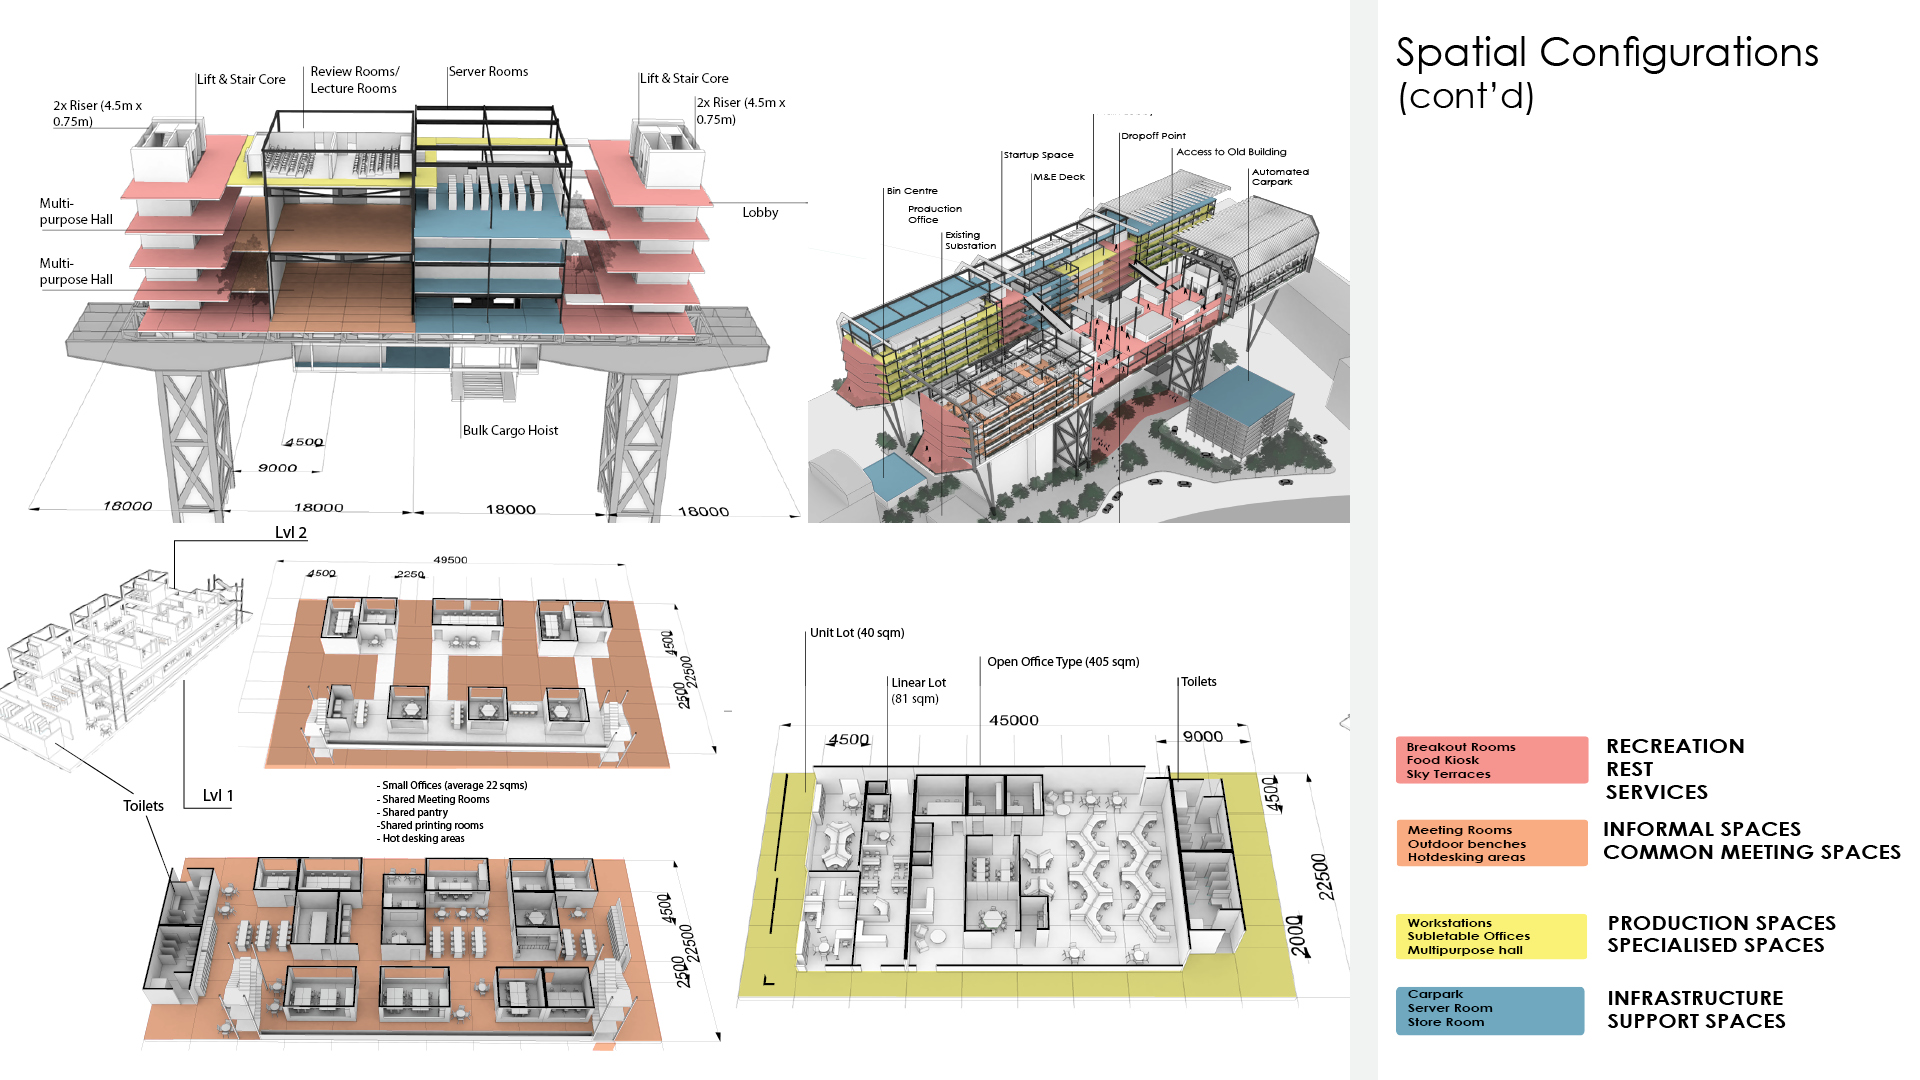 Spatial Configurations
(cont’d)
Lift & Stair Core
Review Rooms/
Lecture Rooms
Server Rooms
Lift & Stair Core
2x Riser (4.5m x
0.75m)
2x Riser (4.5m x
0.75m)
Multi-
purpose Hall
Lobby
Multi-
purpose Hall
Bulk Cargo Hoist
4500
9000
18000
18000
18000
18000
Dropoff Point
Startup Space
Access to Old Building
M&E Deck
Automated
Carpark
Bin Centre
Production
Office
Existing
Substation
Lvl 2
49500
4500
2250
4500
22500
2500
Lvl 1
Toilets
- Small Offices (average 22 sqms)
- Shared Meeting Rooms
- Shared pantry
-Shared printing rooms
- Hot desking areas
4500
22500
2500
Unit Lot (40 sqm)
Open Office Type (405 sqm)
Linear Lot
(81 sqm)
Toilets
45000
4500
9000
4500
22500
2000
Breakout Rooms
Food Kiosk
Sky Terraces
RECREATION
REST
SERVICES
Meeting Rooms
Outdoor benches
Hotdesking areas
INFORMAL SPACES
COMMON MEETING SPACES
Workstations
Subletable Offices
Multipurpose hall
PRODUCTION SPACES
SPECIALISED SPACES
Carpark
Server Room
Store Room
INFRASTRUCTURE
SUPPORT SPACES